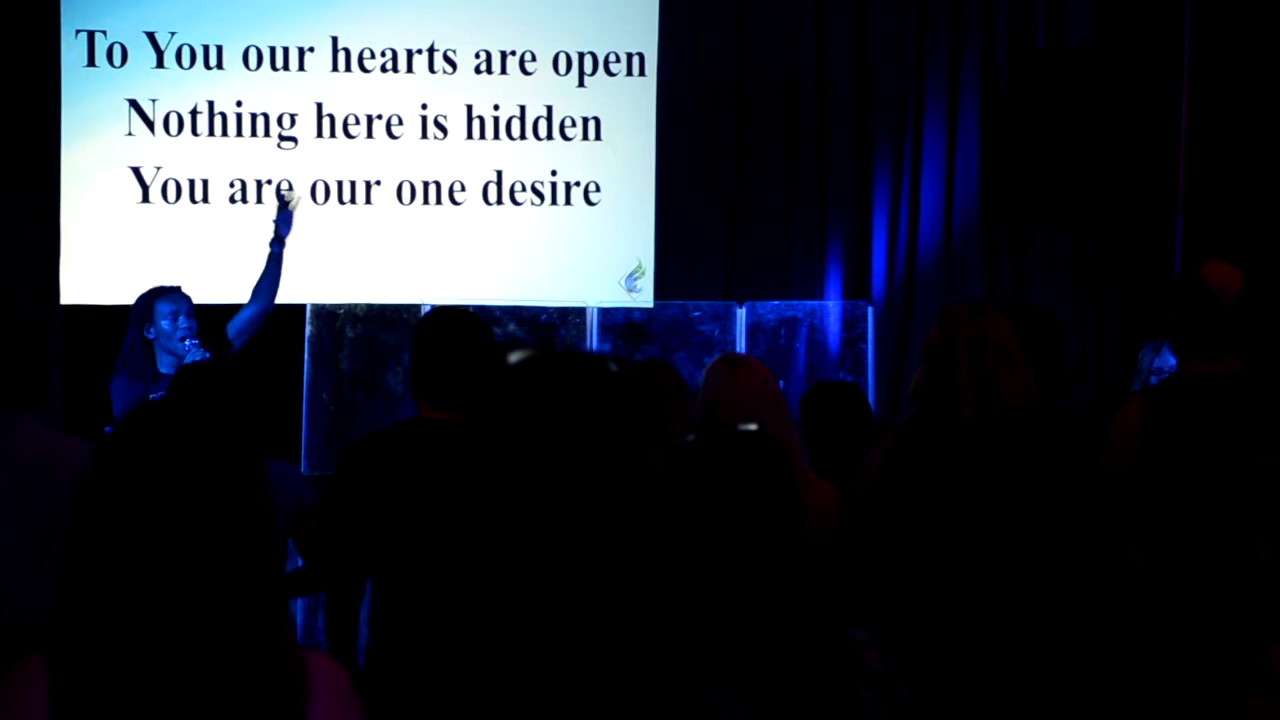 To You our hearts are open
Nothing here is hidden
You are our one desire